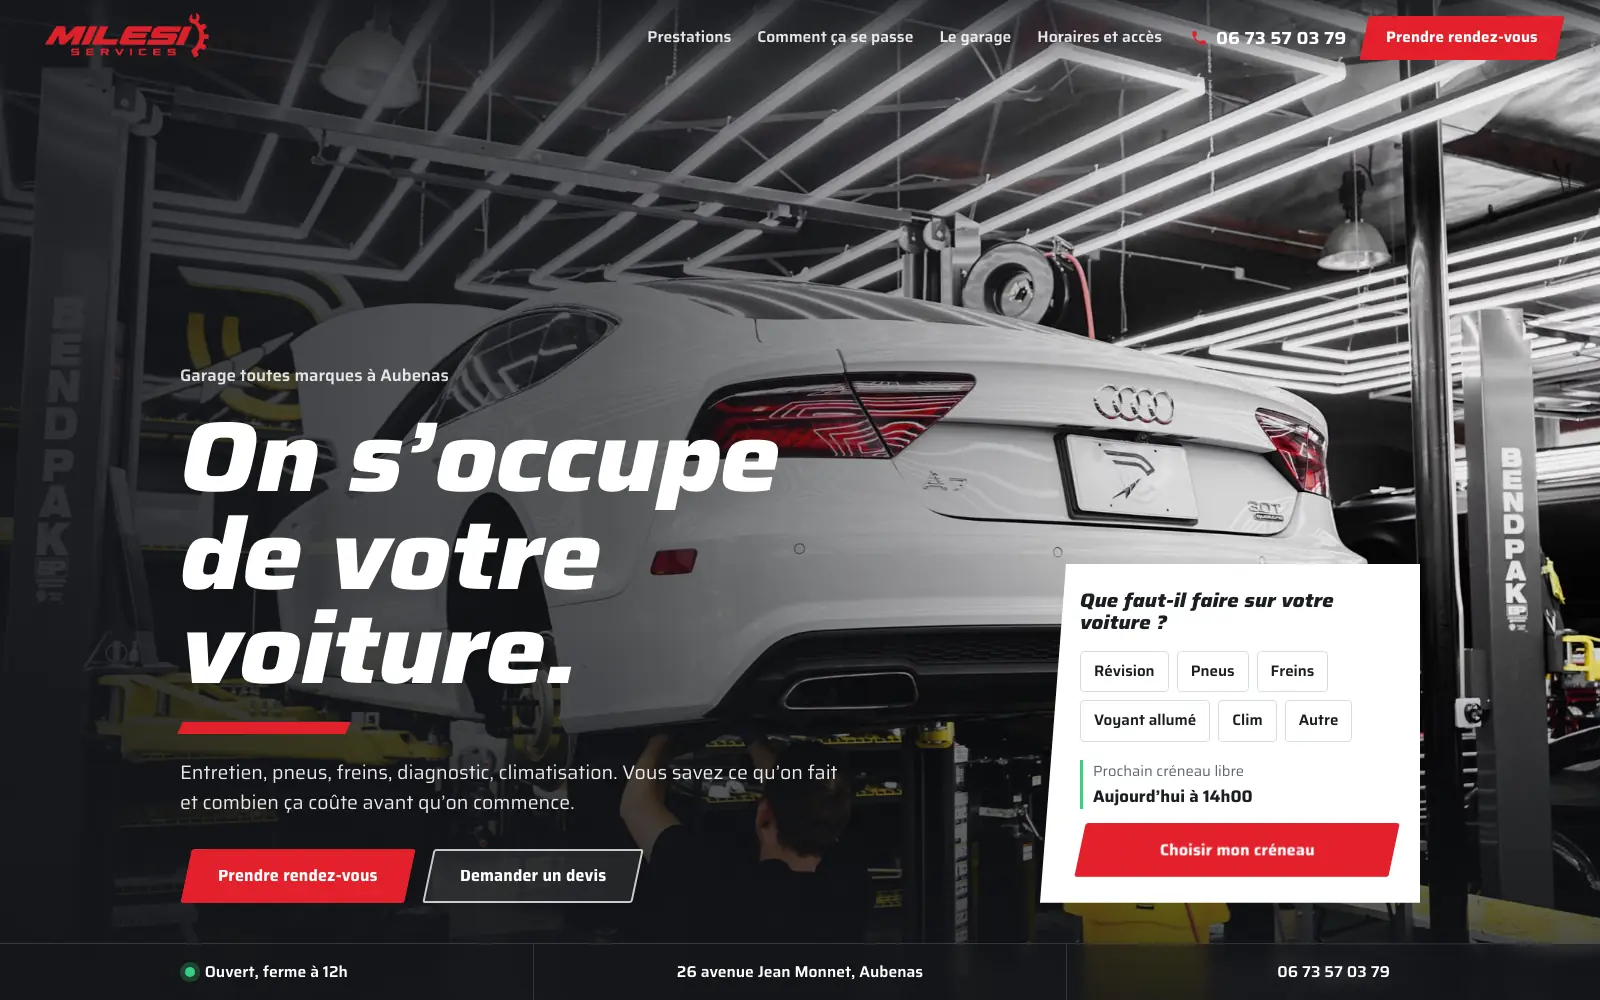 MILESI
SERVICES
Prestations
Comment ça se passe
Le garage
Horaires et accès
06 73 57 03 79
Prendre rendez-vous
BENDPAK
Garage toutes marques à Aubenas
On s’occupe
de votre
voiture.
A7
3.0T
BENDPAK
Entretien, pneus, freins, diagnostic, climatisation. Vous savez ce qu’on fait
et combien ça coûte avant qu’on commence.
Prendre rendez-vous
Demander un devis
Que faut-il faire sur votre
voiture ?
Révision
Pneus
Freins
Voyant allumé
Clim
Autre
Prochain créneau libre
Aujourd’hui à 14h00
Choisir mon créneau
Ouvert, ferme à 12h
26 avenue Jean Monnet, Aubenas
06 73 57 03 79